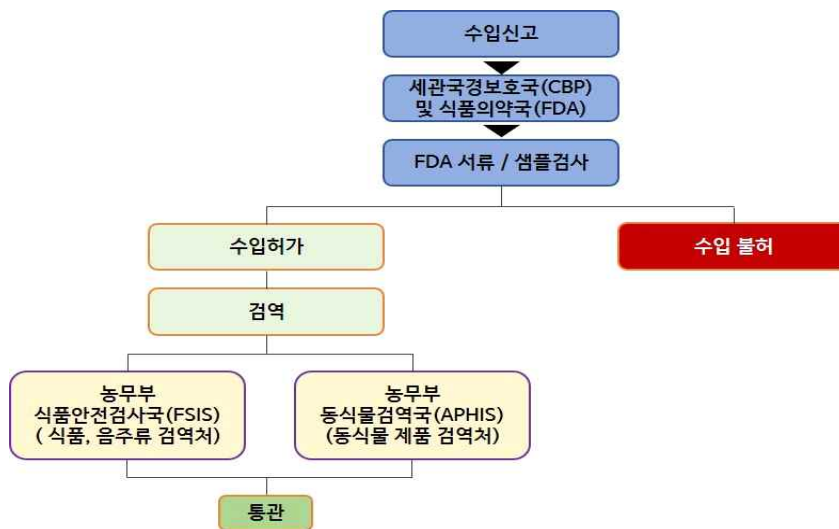 수입신고
세관국경보호국(CBP)
및 식품의약국(FDA)
FDA 서류 / 샘플검사
수입허가
수입 불허
검역
농무부
식품안전검사국(FSIS)
( 식품, 음주류 검역처)
농무부
동식물검역국(APHIS)
(동식물 제품 검역처)
통관